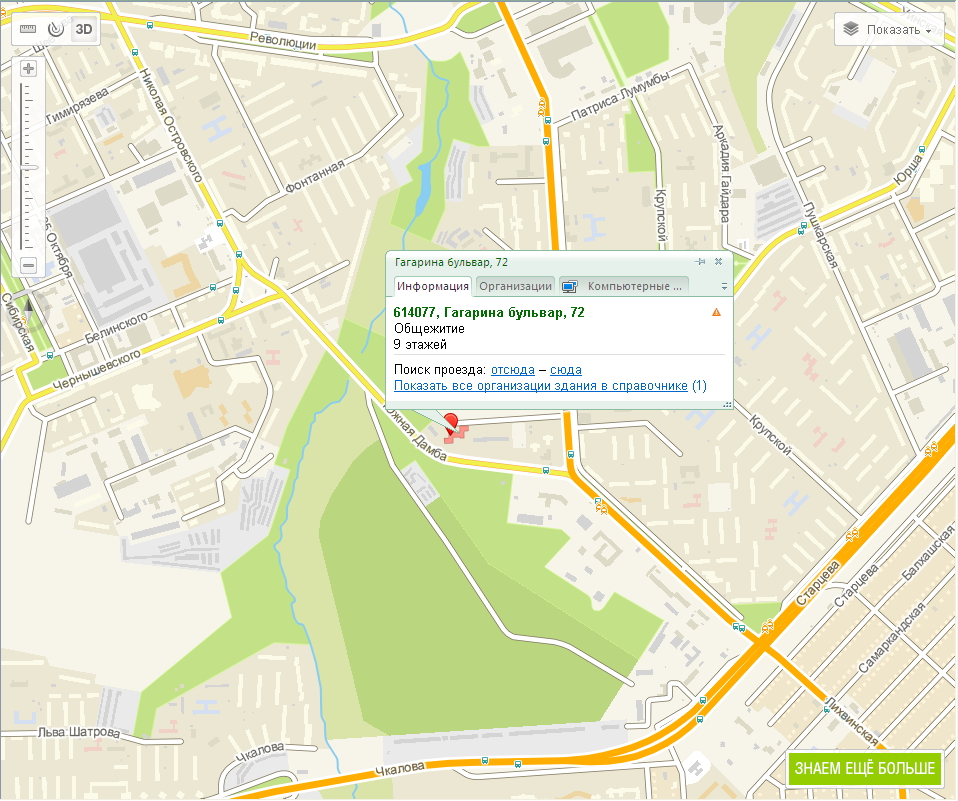 3D
Показать
Революции
Тимирязева
Николая Островского
Фонтанная
Патриса Лумумбы
Аркадия Гайдара
Крупской
Юрша
Пушкарская
25 Октября
Сибирская
Белинского
Чернышевского
Гагарина бульвар, 72
Информация
Организации
Компьютерные ...
614077, Гагарина бульвар, 72
Общежитие
9 этажей
Поиск проезда: отсюда – сюда
Показать все организации здания в справочнике (1)
Южная Дамба
Крупской
Старцева
Старцева
Балхашская
Самаркандская
Лихвинская
Льва Шатрова
Чкалова
Чкалова
ЗНАЕМ ЕЩЁ БОЛЬШЕ